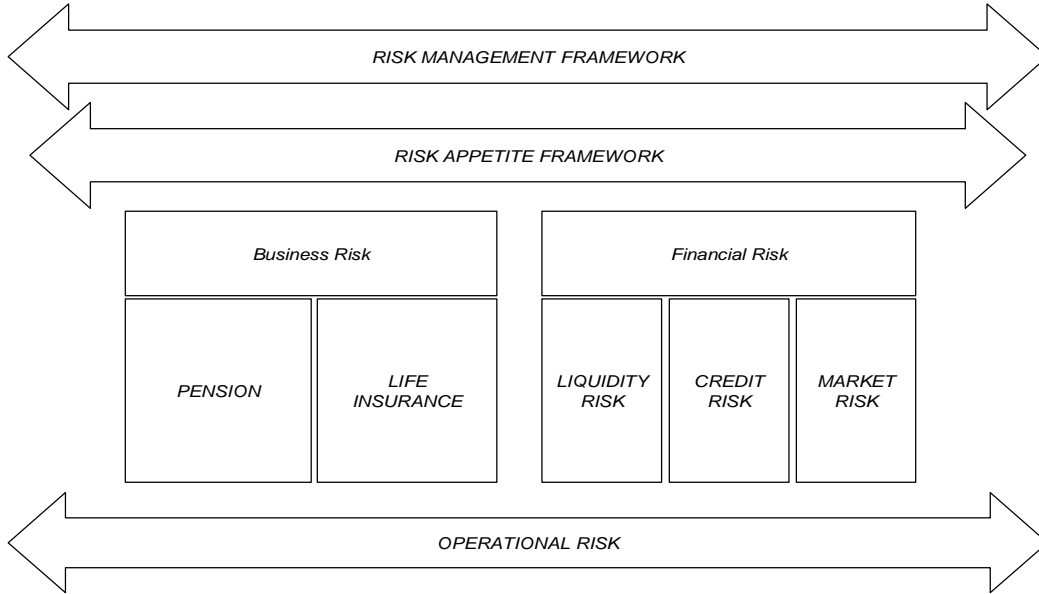 RISK MANAGEMENT FRAMEWORK
RISK APPETITE FRAMEWORK
Business Risk
Financial Risk
PENSION
LIFE
INSURANCE
LIQUIDITY
RISK
CREDIT
RISK
MARKET
RISK
OPERATIONAL RISK